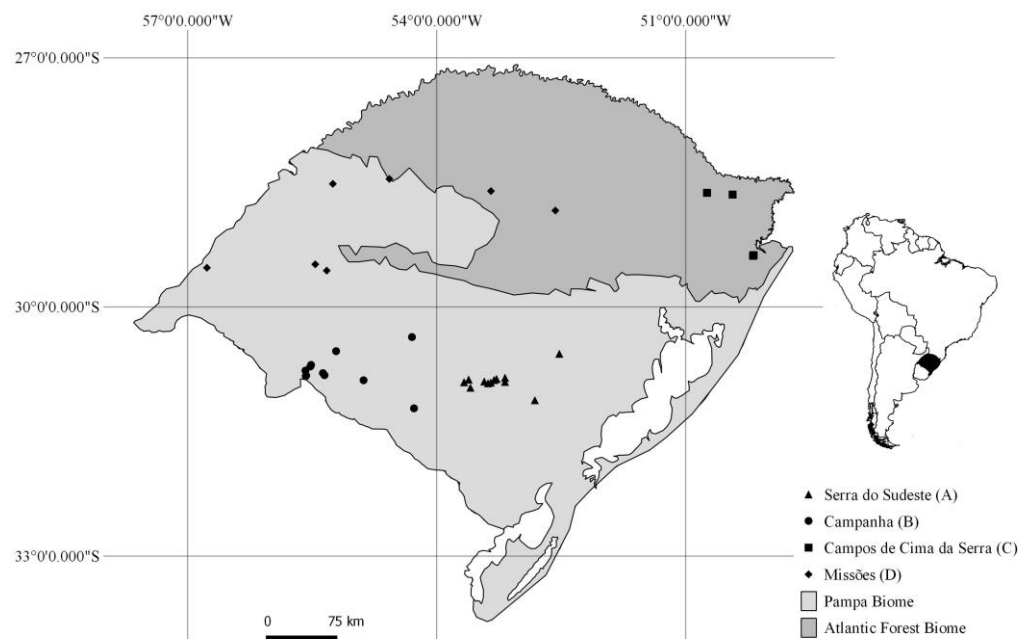 57°0'0.000"W 54°0'0.000"W 51°0'0.000"W
27°0'0.000"S
30°0'0.000"S
33°0'0.000"S
0 75 km
Serra do Sudeste (A)
Campanha (B)
Campos de Cima da Serra (C)
Missões (D)
Pampa Biome
Atlantic Forest Biome